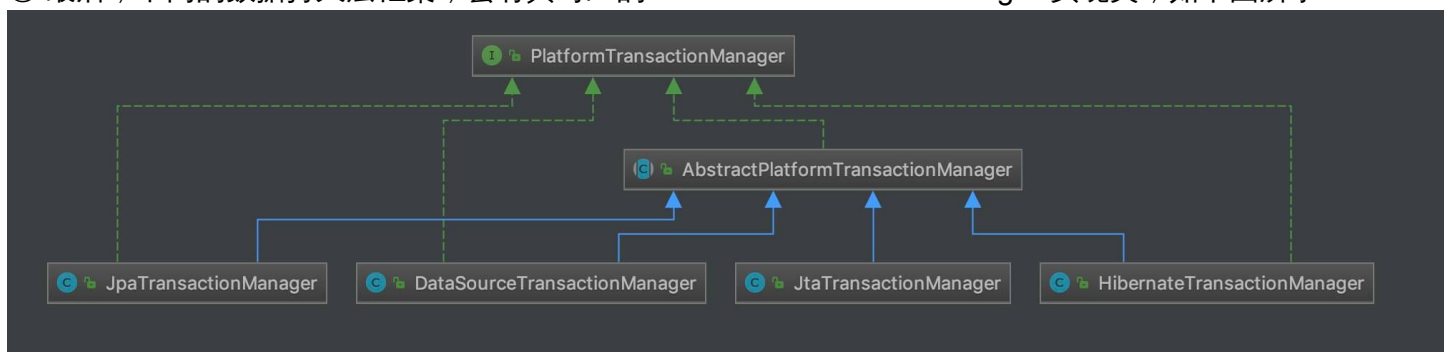 PlatformTransactionManager
AbstractPlatformTransactionManager
JpaTransactionManager
DataSourceTransactionManager
JtaTransactionManager
HibernateTransactionManager